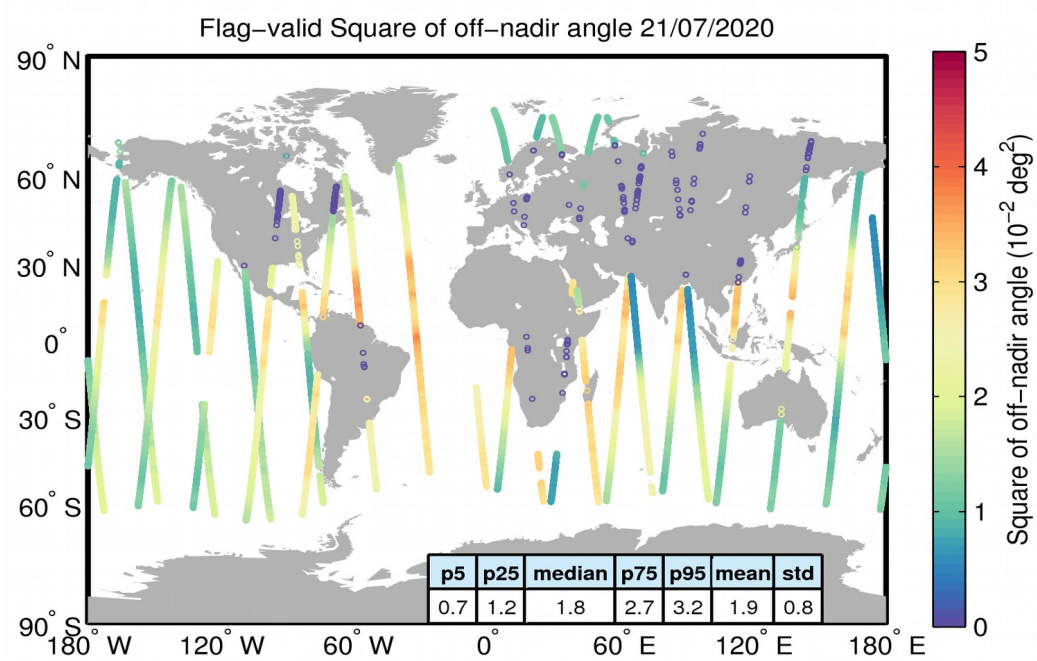 Flag−valid Square of off−nadir angle 21/07/2020
90° N
60° N
30° N
0°
30° S
60° S
90° S
180° W
120° W
60° W
0°
60° E
120° E
180° E
p5 p25 median p75 p95 mean std
0.7 1.2 1.8 2.7 3.2 1.9 0.8
5
4
3
2
1
0
Square of off−nadir angle (10⁻² deg²)